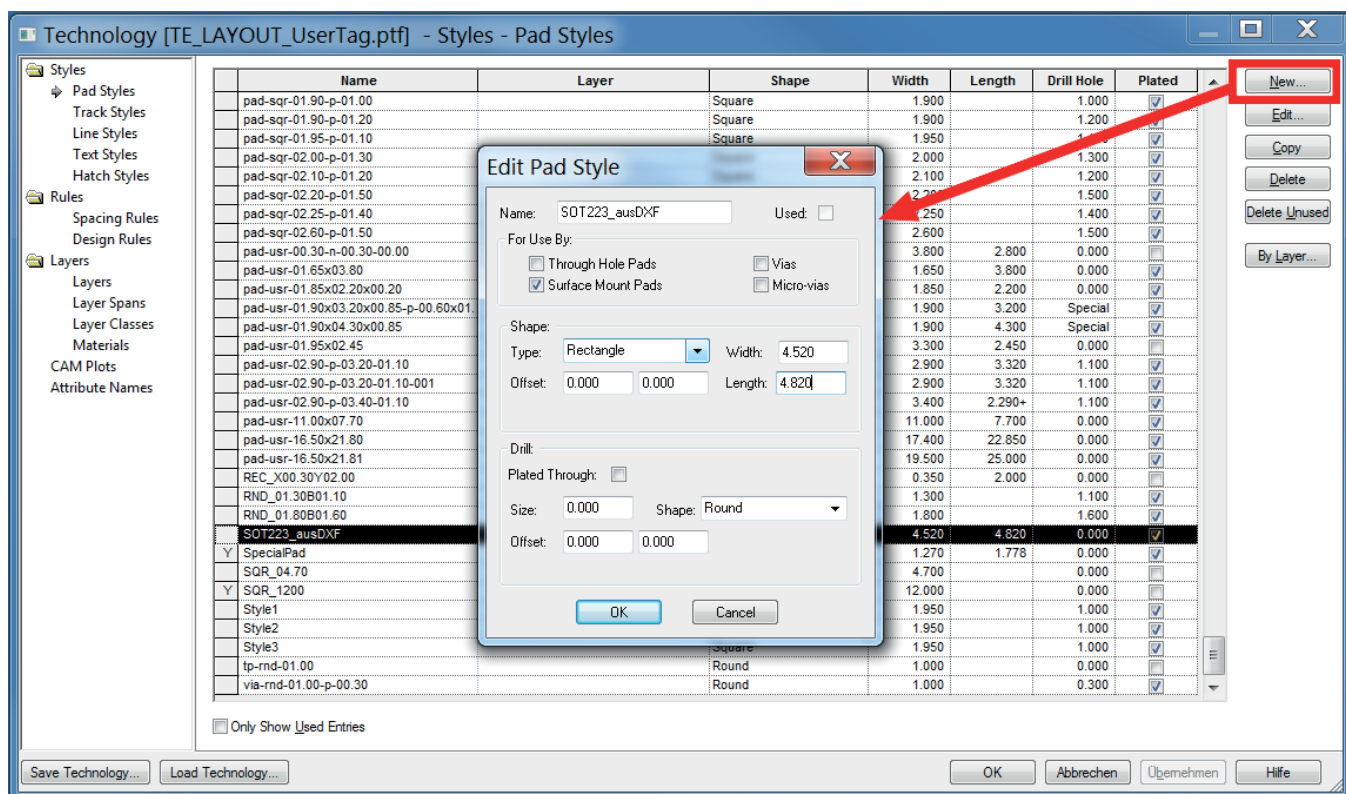 Technology [TE_LAYOUT_UserTag.ptf] - Styles - Pad Styles
Styles
Pad Styles
Track Styles
Line Styles
Text Styles
Hatch Styles
Rules
Spacing Rules
Design Rules
Layers
Layers
Layer Spans
Layer Classes
Materials
CAM Plots
Attribute Names
Name Layer Shape Width Length Drill Hole Plated
pad-sqr-01.90-p-01.00 Square 1.900 1.000
pad-sqr-01.90-p-01.20 Square 1.900 1.200
pad-sqr-01.95-p-01.10 Square 1.950
pad-sqr-02.00-p-01.30 2.000 1.300
pad-sqr-02.10-p-01.20 2.100 1.200
pad-sqr-02.20-p-01.50 1.500
pad-sqr-02.25-p-01.40 1.400
pad-sqr-02.60-p-01.50 2.600 1.500
pad-usr-00.30-n-00.30-00.00 3.800 2.800 0.000
pad-usr-01.65x03.80 1.650 3.800 0.000
pad-usr-01.85x02.20x00.20 1.850 2.200 0.000
pad-usr-01.90x03.20x00.85-p-00.60x01. 1.900 3.200 Special
pad-usr-01.90x04.30x00.85 1.900 4.300 Special
pad-usr-01.95x02.45 3.300 2.450 0.000
pad-usr-02.90-p-03.20-01.10 2.900 3.320 1.100
pad-usr-02.90-p-03.20-01.10-001 2.900 3.320 1.100
pad-usr-02.90-p-03.40-01.10 3.400 2.290+ 1.100
pad-usr-11.00x07.70 11.000 7.700 0.000
pad-usr-16.50x21.80 17.400 22.850 0.000
pad-usr-16.50x21.81 19.500 25.000 0.000
REC_X00.30Y02.00 0.350 2.000 0.000
RND_01.30B01.10 1.300 1.100
RND_01.80B01.60 1.800 1.600
SOT223_ausDXF 4.520 4.820 0.000
Y SpecialPad 1.270 1.778 0.000
SQR_04.70 4.700 0.000
Y SQR_1200 12.000 0.000
Style1 1.950 1.000
Style2 1.950 1.000
Style3 Square 1.950 1.000
tp-rnd-01.00 Round 1.000 0.000
via-rnd-01.00-p-00.30 Round 1.000 0.300
Only Show Used Entries
Edit Pad Style
Name: SOT223_ausDXF Used:
For Use By:
Through Hole Pads Vias
Surface Mount Pads Micro-vias
Shape:
Type: Rectangle Width: 4.520
Offset: 0.000 0.000 Length: 4.820
Drill:
Plated Through:
Size: 0.000 Shape: Round
Offset: 0.000 0.000
OK Cancel
New...
Edit...
Copy
Delete
Delete Unused
By Layer...
Save Technology... Load Technology... OK Abbrechen Übernehmen Hilfe